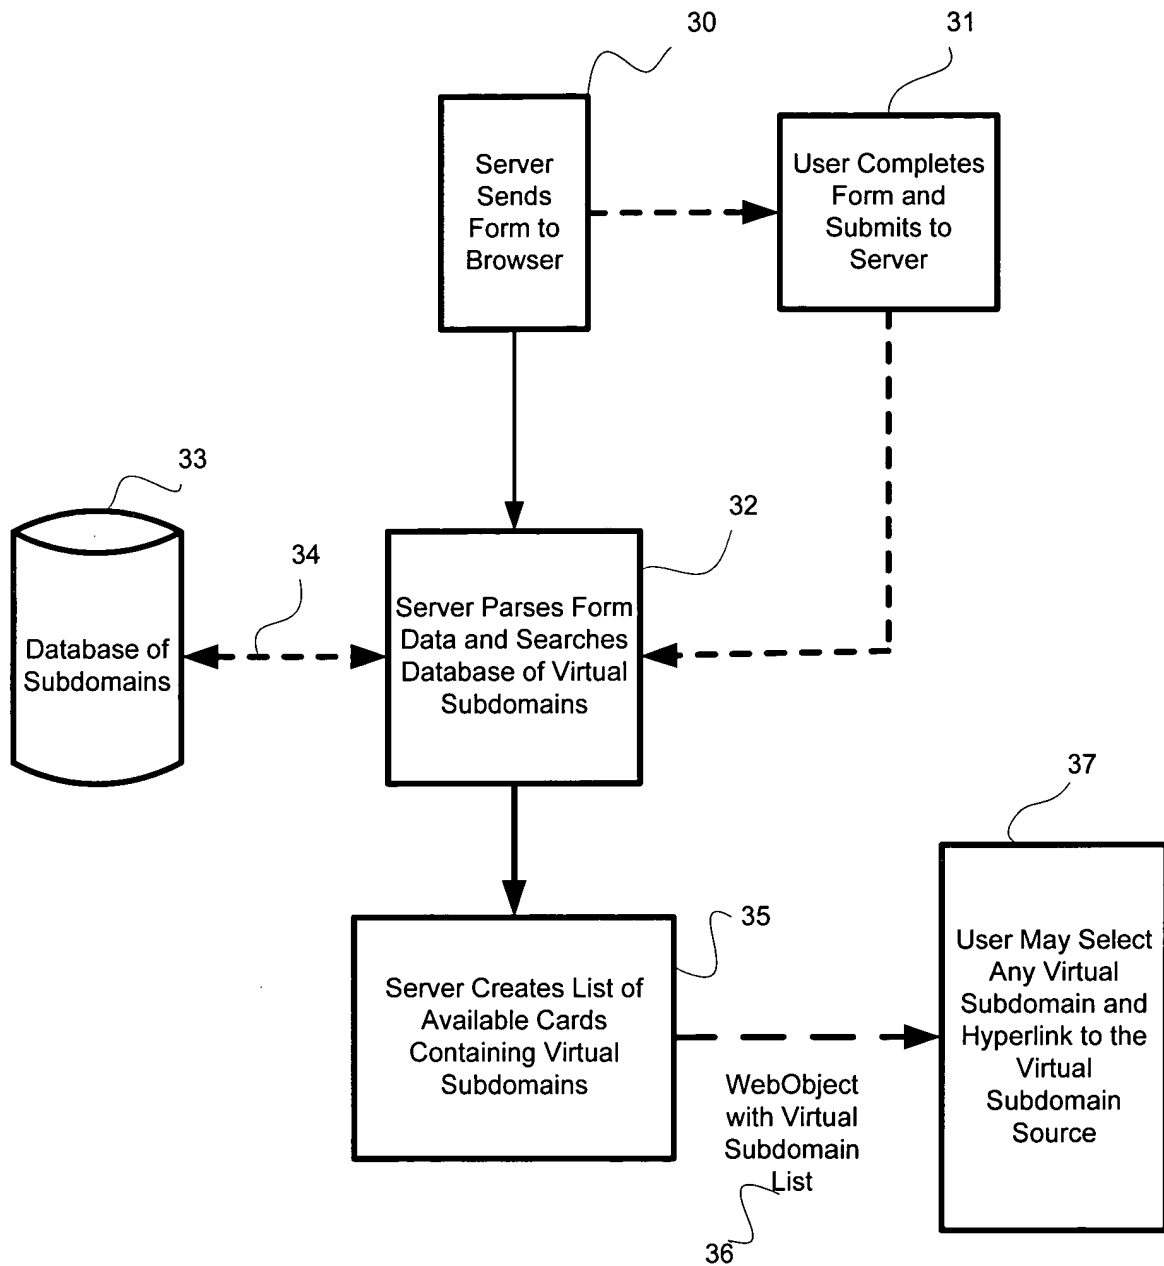 30
31
Server
Sends
Form to
Browser
User Completes
Form and
Submits to
Server
33
34
32
Database of
Subdomains
Server Parses Form
Data and Searches
Database of Virtual
Subdomains
37
35
Server Creates List of
Available Cards
Containing Virtual
Subdomains
WebObject
with Virtual
Subdomain
List
36
User May Select
Any Virtual
Subdomain and
Hyperlink to the
Virtual
Subdomain
Source